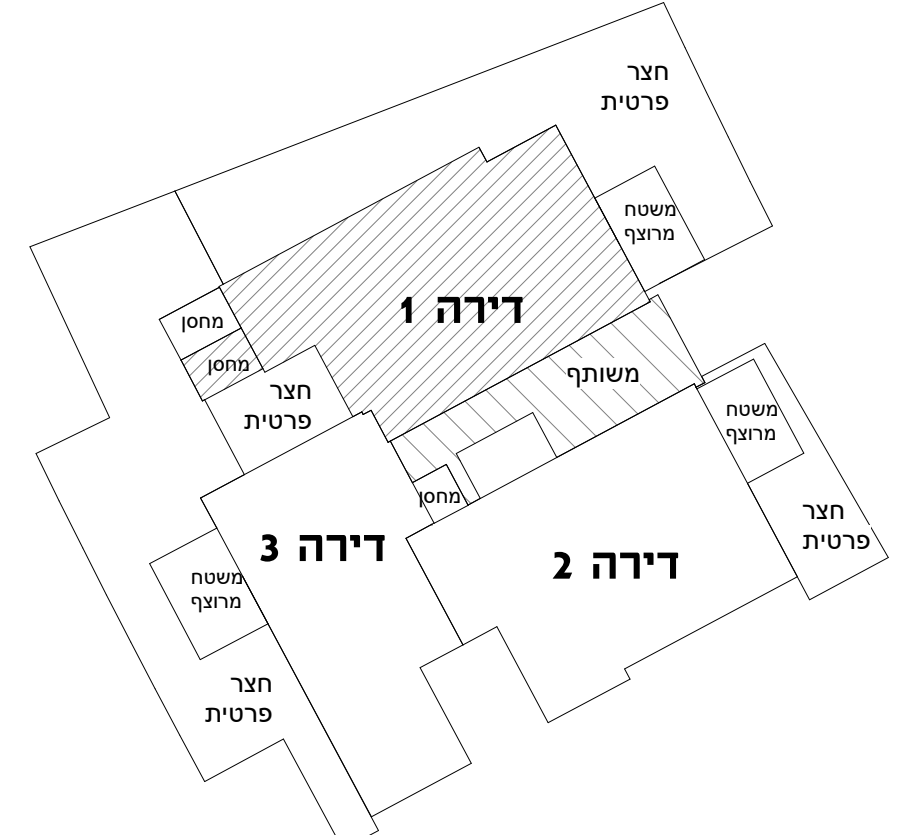 חצר
פרטית
משטח
מרוצף
דירה 1
מחסן
מחסן
משותף
חצר
פרטית
משטח
מרוצף
מחסן
חצר
פרטית
דירה 3
דירה 2
משטח
מרוצף
חצר
פרטית